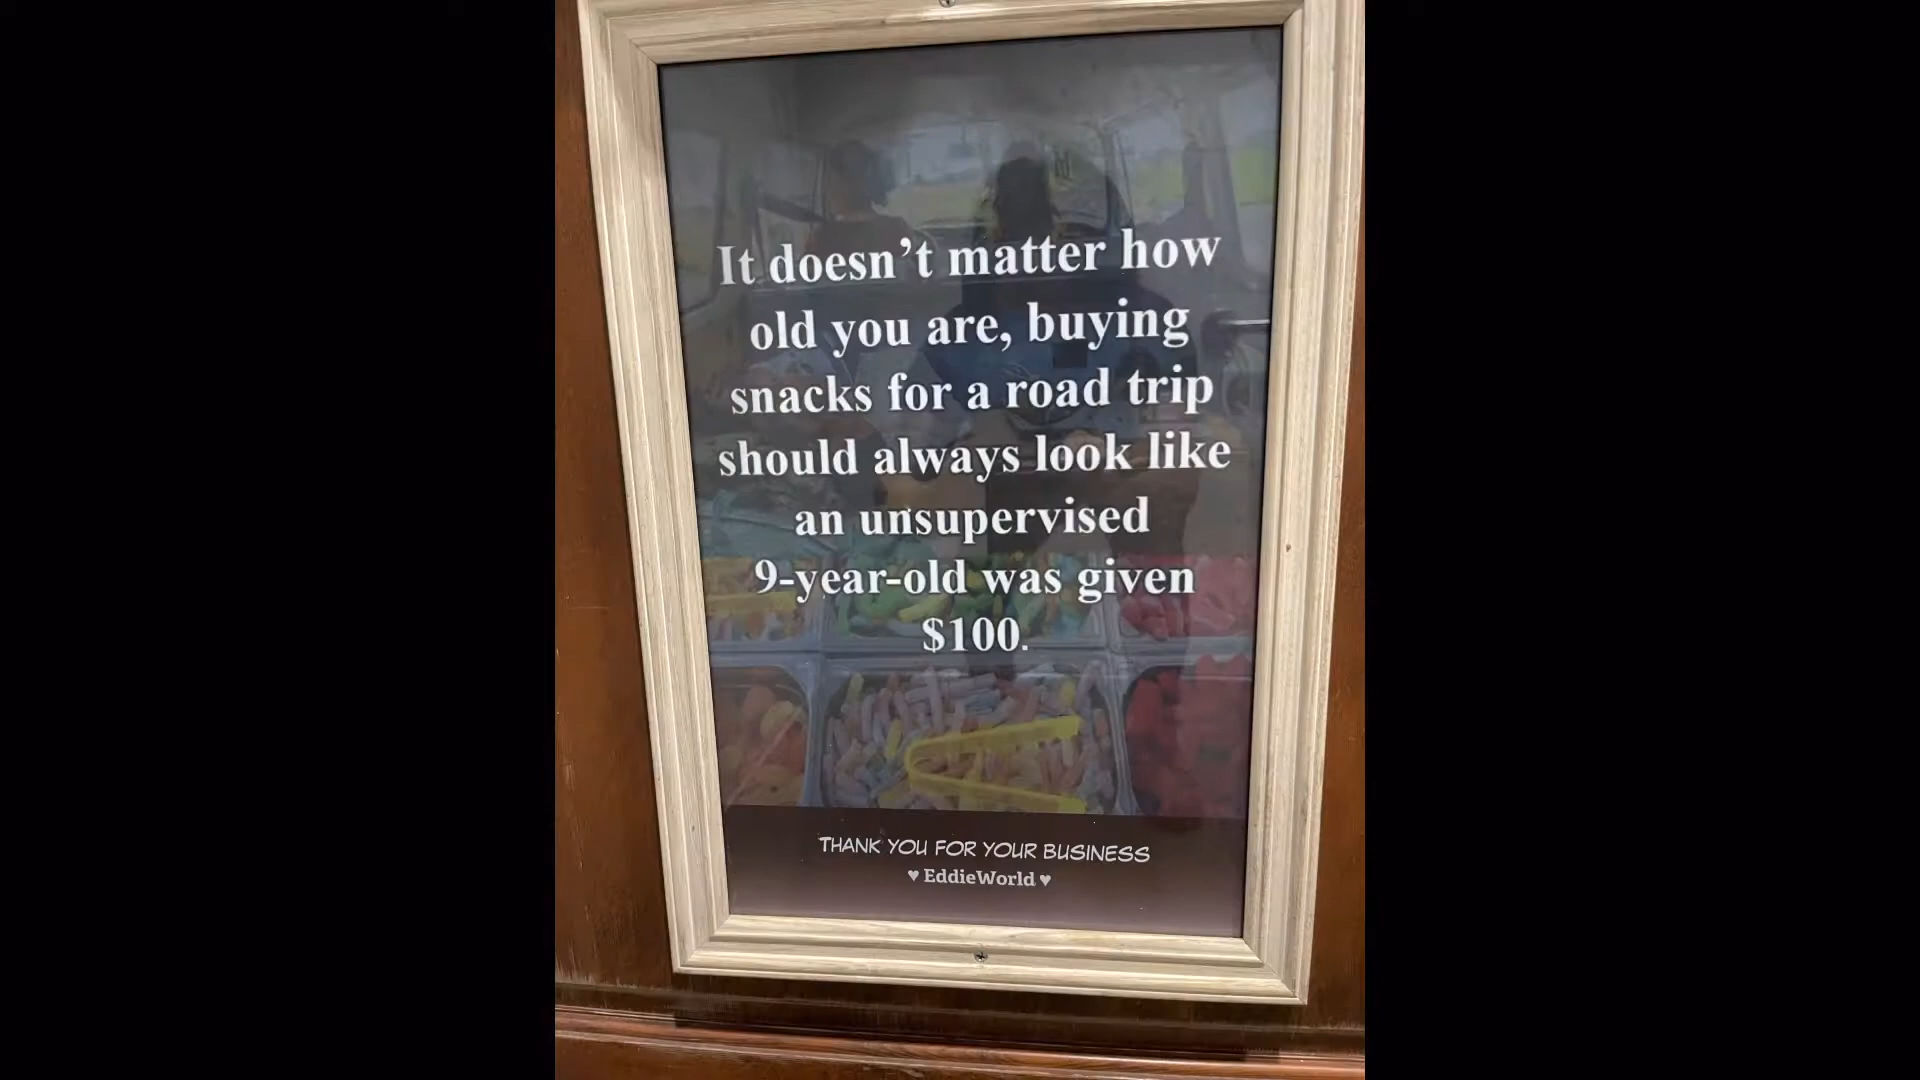 It doesn’t matter how
old you are, buying
snacks for a road trip
should always look like
an unsupervised
9-year-old was given
$100.
THANK YOU FOR YOUR BUSINESS
♥ EddieWorld ♥